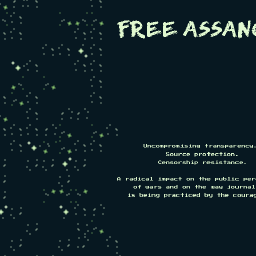 FREE ASSANG
Uncompromising transparency.
Source protection.
Censorship resistance.
A radical impact on the public per
of wars and on the way journal
is being practiced by the courag